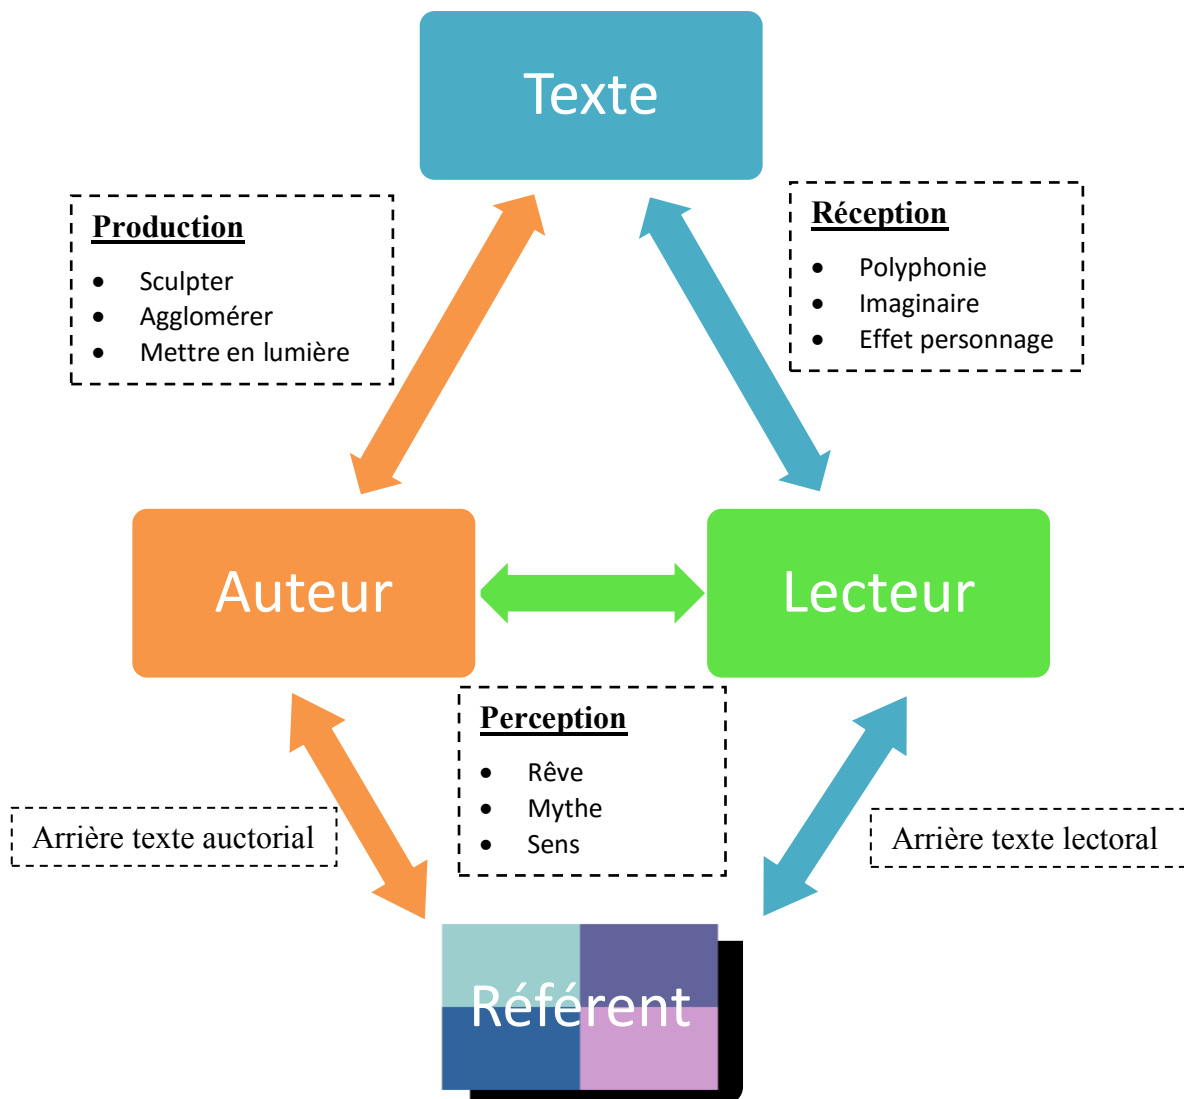 Texte
Production
• Sculpter
• Agglomérer
• Mettre en lumière
Réception
• Polyphonie
• Imaginaire
• Effet personnage
Auteur
Lecteur
Perception
• Rêve
• Mythe
• Sens
Arrière texte auctorial
Arrière texte lectoral
Référent